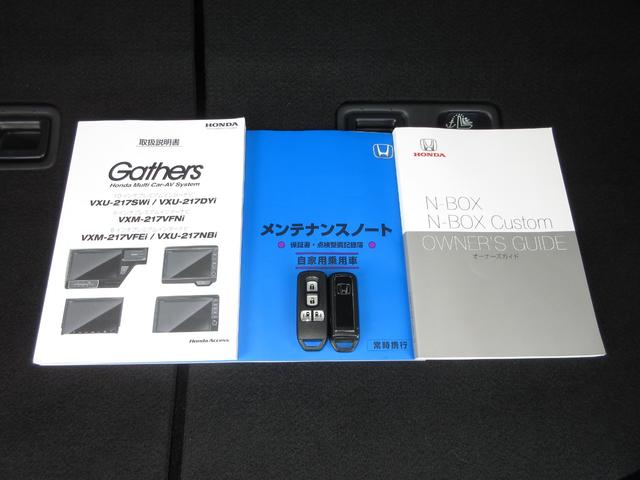 HONDA
取扱説明書
Gathers
Honda Multi Car-AV System
VXU-217SWi / VXU-217DYi
VXM-217VFNi
VXM-217VFEi / VXU-217NBi
Honda Access
メンテナンスノート
保証書・点検整備記録簿
自家用乗用車
常時携行
HONDA
N-BOX
N-BOX Custom
OWNER'S GUIDE
オーナーズガイド